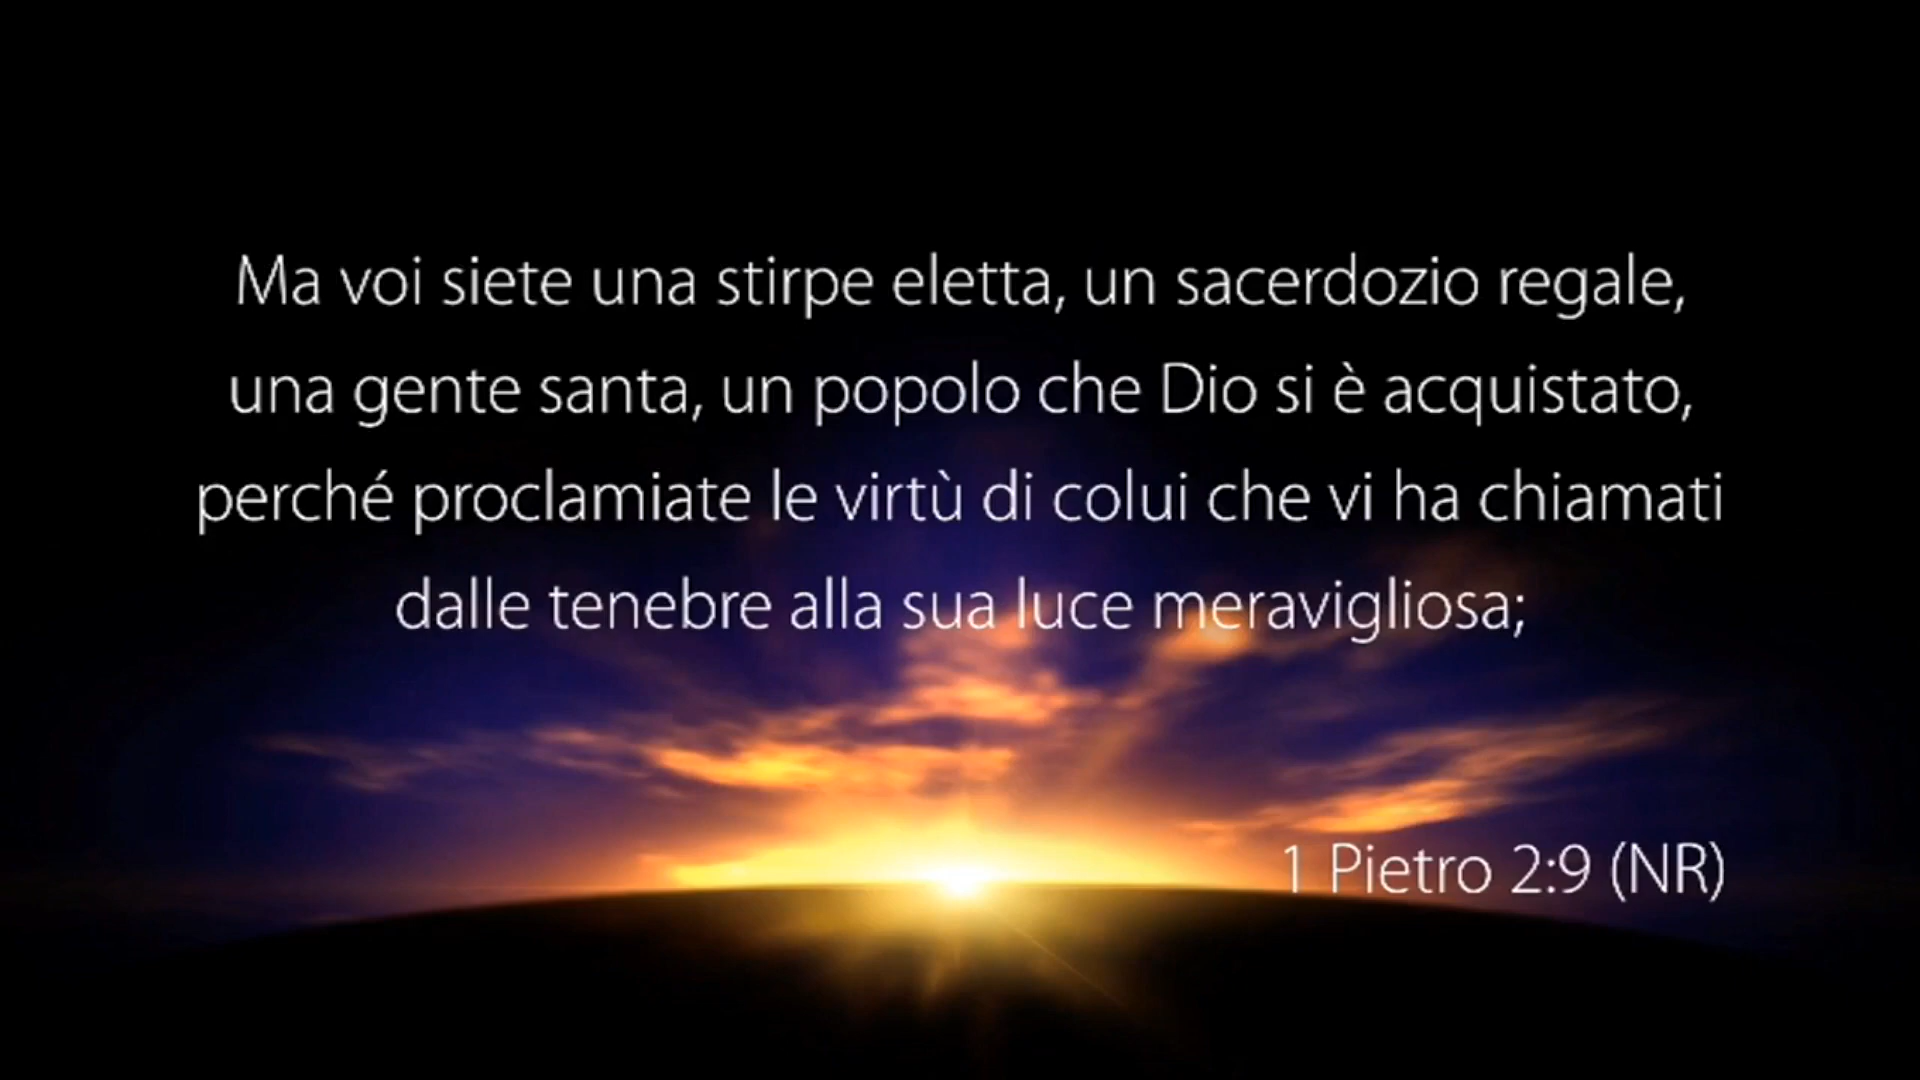 Ma voi siete una stirpe eletta, un sacerdozio regale,
una gente santa, un popolo che Dio si è acquistato,
perché proclamiate le virtù di colui che vi ha chiamati
dalle tenebre alla sua luce meravigliosa;
1 Pietro 2:9 (NR)